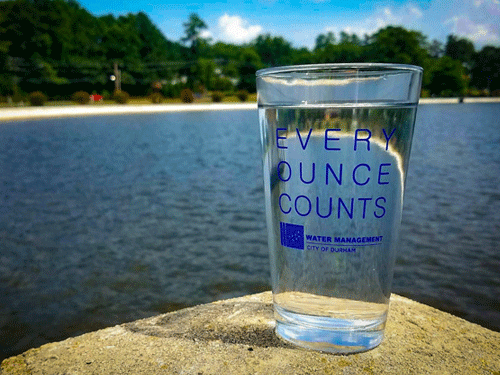 EVERY
OUNCE
COUNTS
WATER MANAGEMENT
CITY OF DURHAM